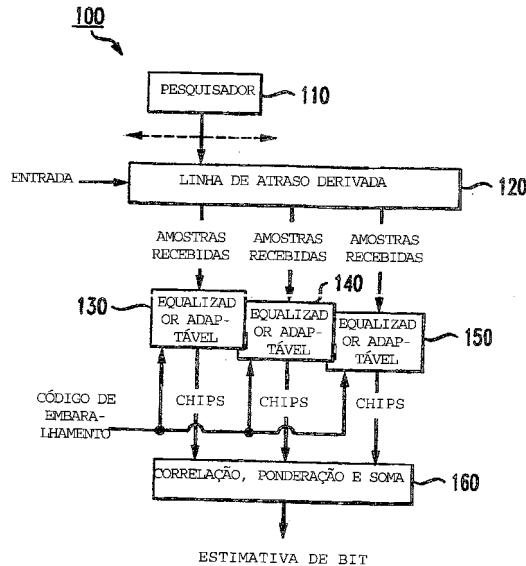 100
PESQUISADOR
110
ENTRADA
LINHA DE ATRASO DERIVADA
120
AMOSTRAS RECEBIDAS
AMOSTRAS RECEBIDAS
AMOSTRAS RECEBIDAS
130
EQUALIZAD
OR ADAP-
TÁVEL
140
EQUALIZAD
OR ADAP-
TÁVEL
EQUALIZAD
OR ADAP-
TÁVEL
150
CÓDIGO DE
EMBARA-
LHAMENTO
CHIPS
CHIPS
CHIPS
CORRELAÇÃO, PONDERAÇÃO E SOMA
160
ESTIMATIVA DE BIT